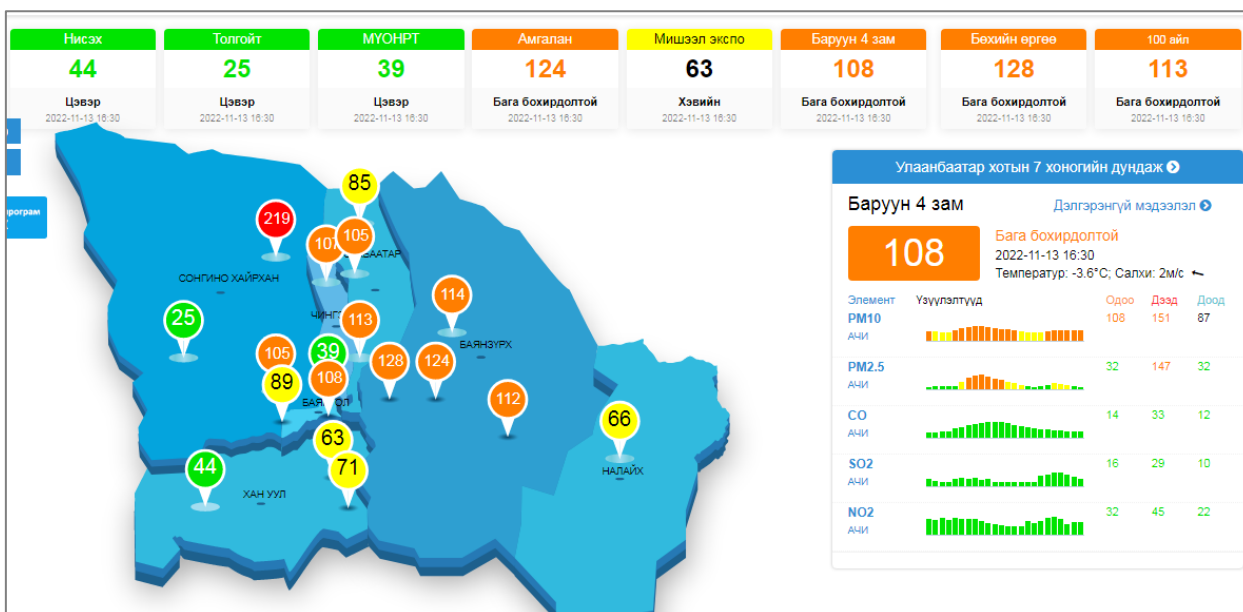 Нисэх
44
Цэвэр
2022-11-13 16:30
Толгойт
25
Цэвэр
2022-11-13 16:30
МҮОНРТ
39
Цэвэр
2022-11-13 16:30
Амгалан
124
Бага бохирдолтой
2022-11-13 16:30
Мишээл экспо
63
Хэвийн
2022-11-13 16:30
Баруун 4 зам
108
Бага бохирдолтой
2022-11-13 16:30
Бөхийн өргөө
128
Бага бохирдолтой
2022-11-13 16:30
100 айл
113
Бага бохирдолтой
2022-11-13 16:30
85
219
107
105
СОНГИНО ХАЙРХАН
114
25
113
БАЯНЗҮРХ
105
39
128
124
89
108
112
66
63
НАЛАЙХ
44
71
ХАН УУЛ
Улаанбаатар хотын 7 хоногийн дундаж
Баруун 4 зам
Дэлгэрэнгүй мэдээлэл
108
Бага бохирдолтой
2022-11-13 16:30
Температур: -3.6°C; Салхи: 2м/с
Элемент Үзүүлэлтүүд Одоо Дээд Доод
PM10 108 151 87
АЧИ
PM2.5 32 147 32
АЧИ
CO 14 33 12
АЧИ
SO2 16 29 10
АЧИ
NO2 32 45 22
АЧИ